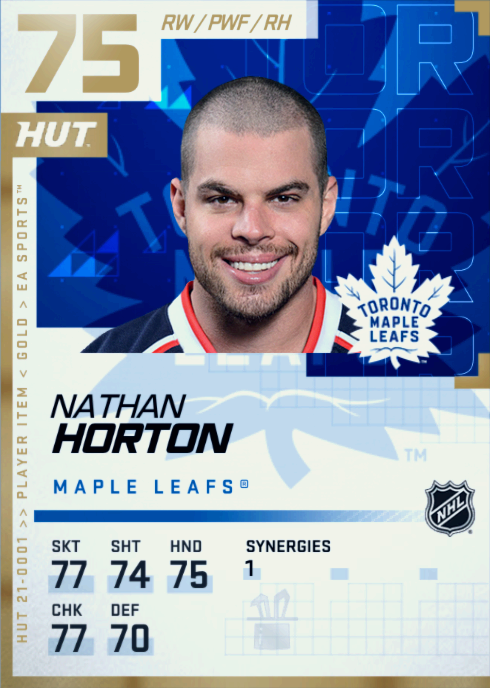 75
RW / PWF / RH
HUT
TORONTO
MAPLE
LEAFS
HUT 21-0001 >> PLAYER ITEM < GOLD > EA SPORTS™
NATHAN
HORTON
TM
MAPLE LEAFS®
NHL
SKT SHT HND SYNERGIES
77 74 75 1
CHK DEF
77 70